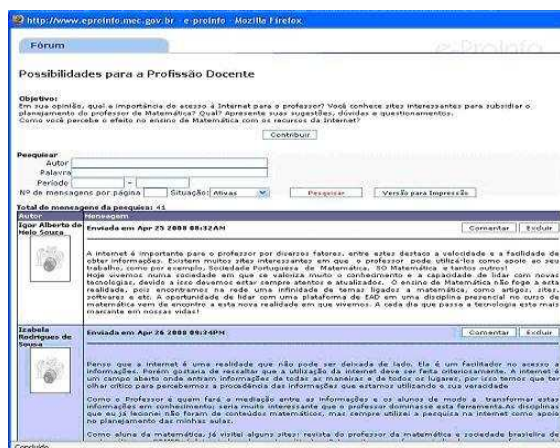 http://www.eproinfo.mec.gov.br - e-proinfo - Mozilla Firefox
Fórum
e-ProInfo
Possibilidades para a Profissão Docente
Objetivo:
Em sua opinião, qual a importância do acesso à Internet para o professor? Você conhece sites interessantes para subsidiar o
planejamento do professor de Matemática? Qual? Apresente suas sugestões, dúvidas e questionamentos.
Como você percebe o efeito no ensino de Matemática com os recursos da Internet?
Contribuir
Pesquisar
Autor
Palavra
Período -
Nº de mensagens por página Situação: Ativas Pesquisar Versão para Impressão
Total de mensagens da pesquisa: 41
Autor Mensagem
Igor Alberto de Melo Souza
Enviada em Apr 25 2008 08:32AM Comentar Excluir
A internet é importante para o professor por diversos fatores, entre estes destaco a velocidade e a facilidade de
obter informações. Existem muitos sites interessantes em que o professor pode utilizá-los como apoio ao seu
trabalho, como por exemplo, Sociedade Portuguesa de Matemática, SO Matemática e tantos outros!
Hoje vivemos numa sociedade em que se valoriza muito o conhecimento e a capacidade de lidar com novas
tecnologias, devido a isso devemos estar sempre atentos e atualizados. O ensino de Matemática não foge a esta
realidade, pois encontramos na rede uma infinidade de temas ligados a matemática, como artigos, sites,
softwares e etc. A oportunidade de lidar com uma plataforma de EAD em uma disciplina presencial no curso de
matemática vem de encontro a esta nova realidade em que vivemos. A cada dia que passa a tecnologia esta mais
marcante em nossas vidas!
Izabela Rodrigues de Sousa
Enviada em Apr 26 2008 09:34PM Comentar Excluir
Penso que a internet é uma realidade que não pode ser deixada de lado. Ela é um facilitador no acesso a
informações. Porém gostaria de ressaltar que a utilização da internet deve ser feita criteriosamente. A internet é
um campo aberto onde entram informações de todas as maneiras e de todos os lugares, por isso temos que ter
olhar crítico para percebermos a procedência das informações que estamos utilizando e sua veracidade
Como o Professor é quem fará a mediação entre as informações e os alunos de modo a transformar estas
informações em conhecimento; seria muito interessante que o professor dominasse esta ferramenta.As disciplinas
que eu já lecionei não foram de conteúdos matemáticos, mas sempre utilizei a pesquisa na internet como apoio
no planejamento das minhas aulas.
Como aluna da matemática, já visitei alguns sites: revista do professor da matemática e sociedade brasileira
Concluído